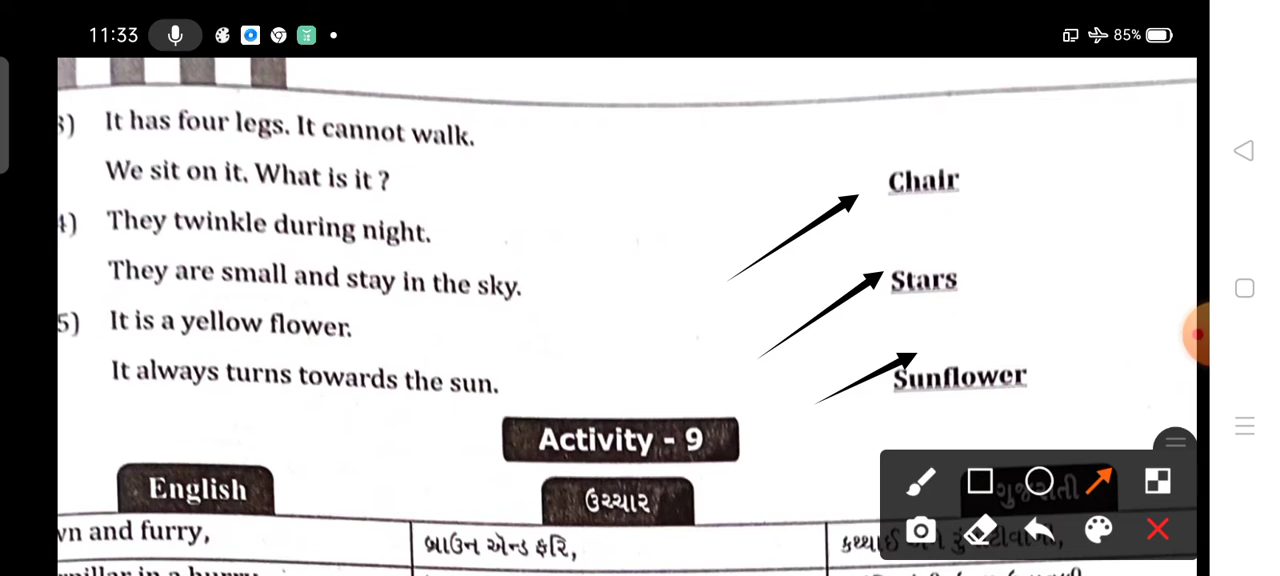 11:33
85%
3) It has four legs. It cannot walk.
We sit on it. What is it ?
Chair
4) They twinkle during night.
They are small and stay in the sky.
Stars
5) It is a yellow flower.
It always turns towards the sun.
Sunflower
Activity - 9
English
ઉચ્ચાર
ગુજરાતી
wn and furry,
બ્રાઉન એન્ડ ફરિ,